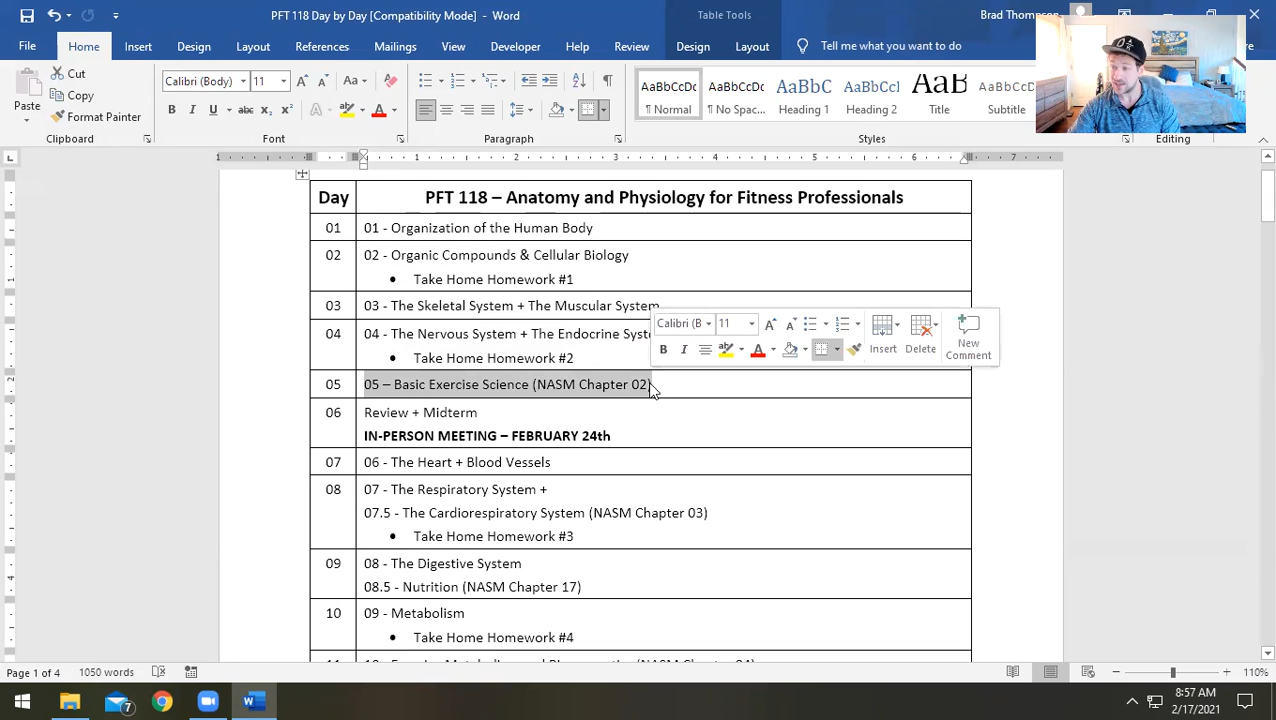 PFT 118 Day by Day [Compatibility Mode] - Word
Table Tools
Brad Thompson
File
Home
Insert
Design
Layout
References
Mailings
View
Developer
Help
Review
Design
Layout
Tell me what you want to do
Paste
Cut
Copy
Format Painter
Clipboard
Calibri (Body)
11
Font
Paragraph
AaBbCcDc
¶ Normal
AaBbCcDc
¶ No Spac...
AaBbC
Heading 1
AaBbCcI
Heading 2
AaB
Title
AaBbCcD
Subtitle
Styles
Editing
Day
PFT 118 – Anatomy and Physiology for Fitness Professionals
01
01 - Organization of the Human Body
02
02 - Organic Compounds & Cellular Biology
• Take Home Homework #1
03
03 - The Skeletal System + The Muscular System
04
04 - The Nervous System + The Endocrine Syste
• Take Home Homework #2
05
05 – Basic Exercise Science (NASM Chapter 02)
06
Review + Midterm
IN-PERSON MEETING – FEBRUARY 24th
07
06 - The Heart + Blood Vessels
08
07 - The Respiratory System +
07.5 - The Cardiorespiratory System (NASM Chapter 03)
• Take Home Homework #3
09
08 - The Digestive System
08.5 - Nutrition (NASM Chapter 17)
10
09 - Metabolism
• Take Home Homework #4
Calibri (B
11
Insert
Delete
New
Comment
Page 1 of 4
1050 words
110%
7
8:57 AM
2/17/2021